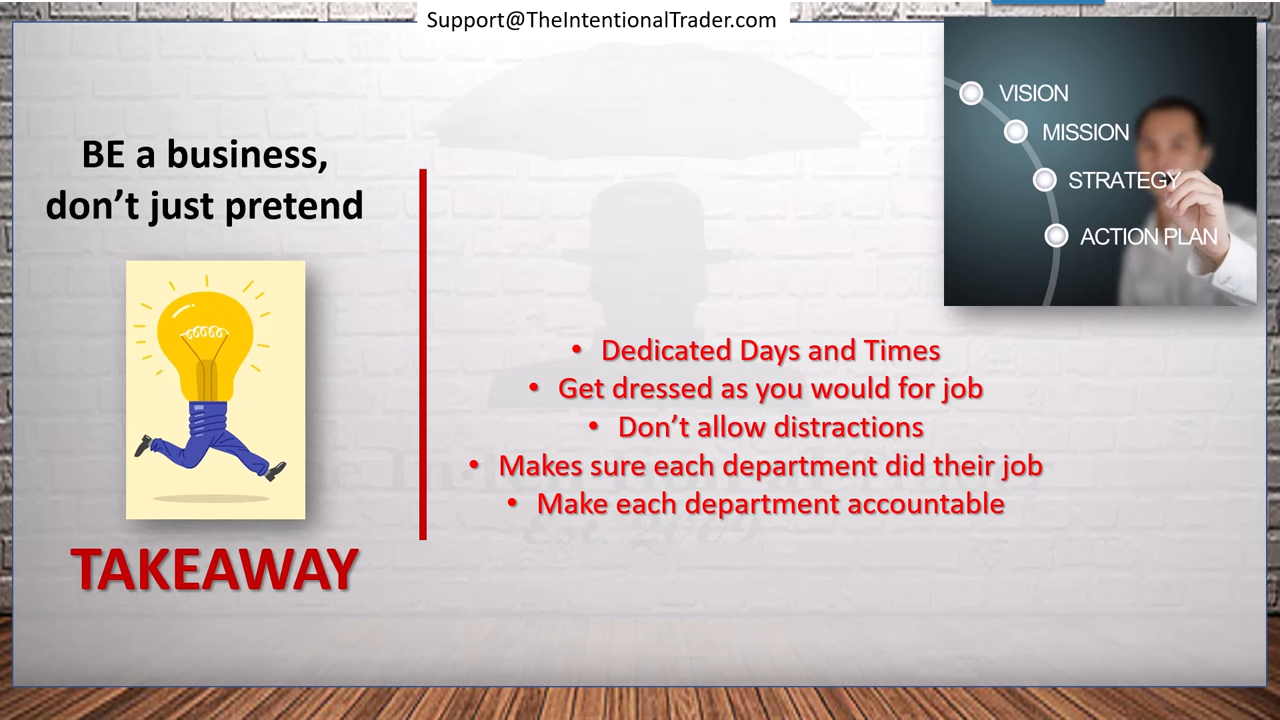 Support@TheIntentionalTrader.com
VISION
MISSION
STRATEGY
ACTION PLAN
BE a business,
don’t just pretend
TAKEAWAY
• Dedicated Days and Times
• Get dressed as you would for job
• Don’t allow distractions
• Makes sure each department did their job
• Make each department accountable